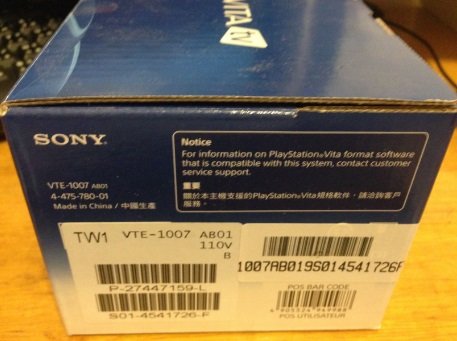 VITA tv
SONY
Notice
For information on PlayStation®Vita format software
that is compatible with this system, contact customer
service support.
重要
關於本主機支援的PlayStation®Vita規格軟件，請洽詢客戶
服務。
VTE-1007 AB01
4-475-780-01
Made in China / 中國生產
TW1 VTE-1007 AB01
110V
B
P-27447159-L
S01-4541726-F
1007AB019S014541726F
POS BAR CODE